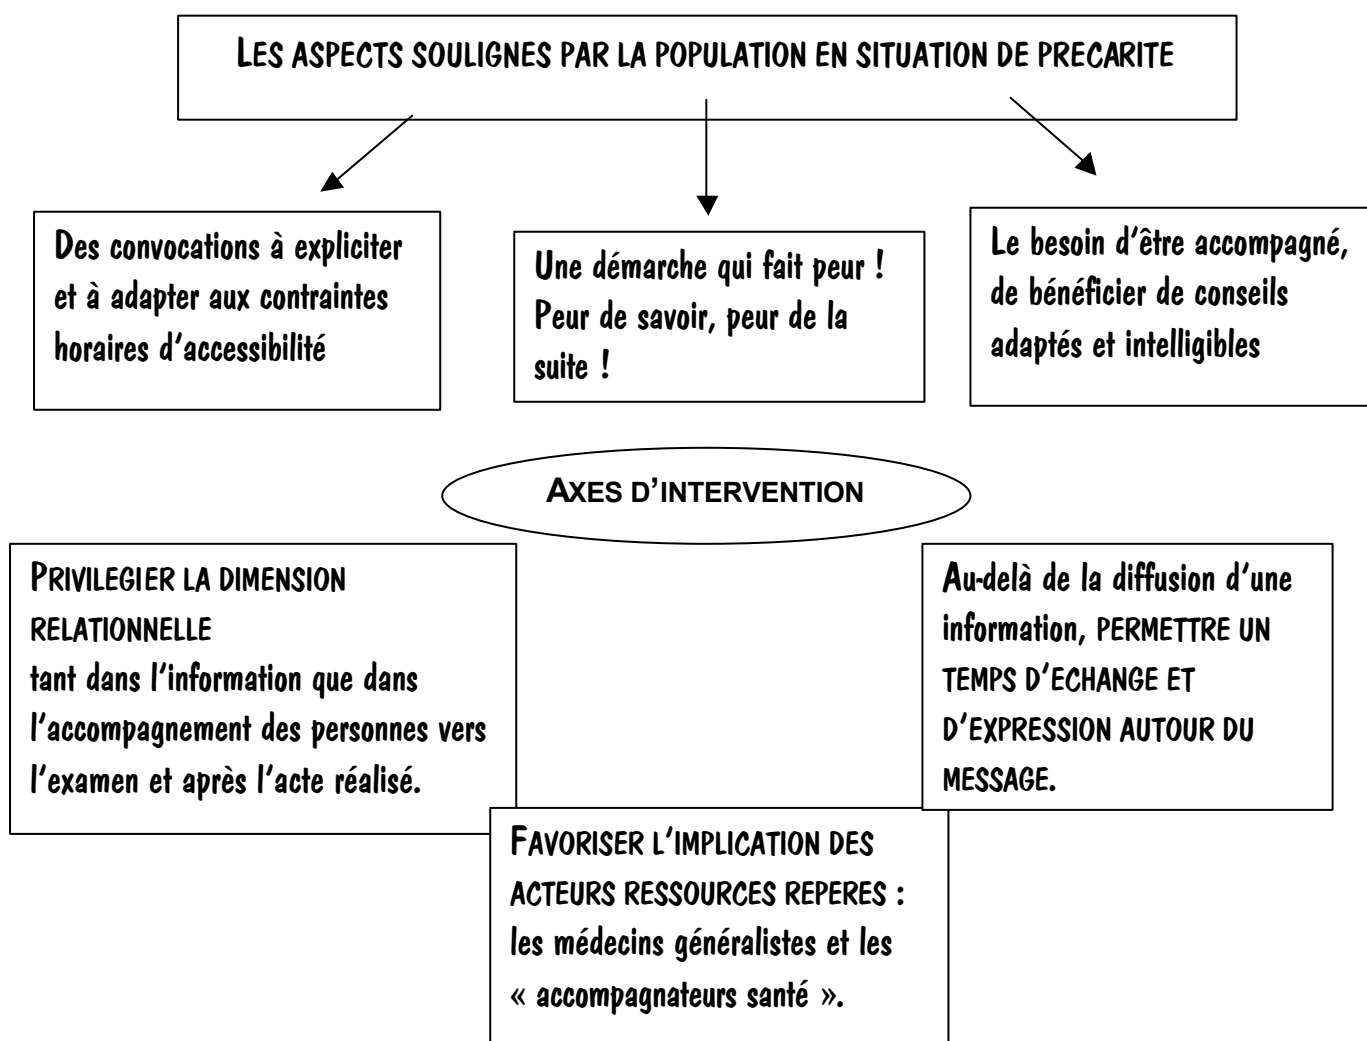 LES ASPECTS SOULIGNES PAR LA POPULATION EN SITUATION DE PRECARITE
Des convocations à expliciter
et à adapter aux contraintes
horaires d'accessibilité
Une démarche qui fait peur !
Peur de savoir, peur de la
suite !
Le besoin d'être accompagné,
de bénéficier de conseils
adaptés et intelligibles
AXES D'INTERVENTION
PRIVILEGIER LA DIMENSION
RELATIONNELLE
tant dans l'information que dans
l'accompagnement des personnes vers
l'examen et après l'acte réalisé.
Au-delà de la diffusion d'une
information, PERMETTRE UN
TEMPS D'ECHANGE ET
D'EXPRESSION AUTOUR DU
MESSAGE.
FAVORISER L'IMPLICATION DES
ACTEURS RESSOURCES REPERES :
les médecins généralistes et les
« accompagnateurs santé ».